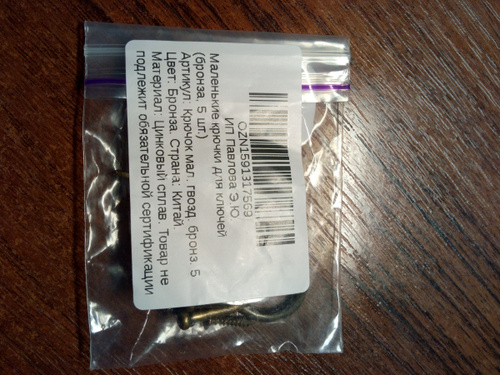 OZN1591317569
ИП Павлова Э.Ю.
Маленькие крючки для ключей
(бронза, 5 шт.)
Артикул: Крючок мал. гвозд. бронз. 5
Цвет: Бронза. Страна: Китай.
Материал: Цинковый сплав. Товар не
подлежит обязательной сертификации